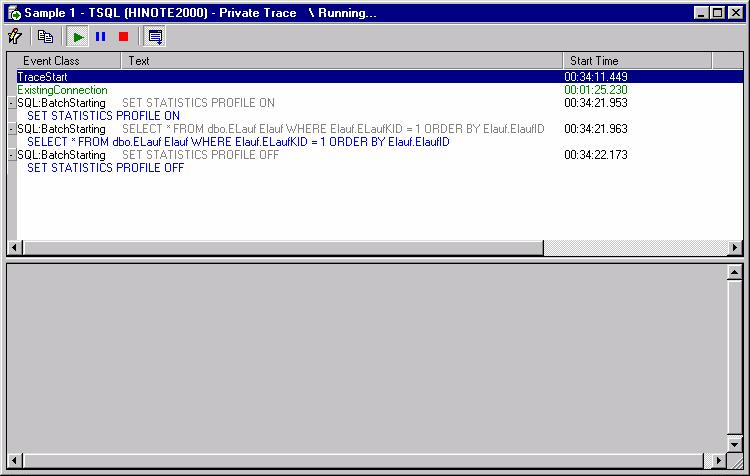 Sample 1 - TSQL (HINOTE2000) - Private Trace \ Running...
Event Class Text Start Time
TraceStart 00:34:11.449
ExistingConnection 00:01:25.230
SQL:BatchStarting SET STATISTICS PROFILE ON 00:34:21.953
SET STATISTICS PROFILE ON
SQL:BatchStarting SELECT * FROM dbo.ELauf Elauf WHERE Elauf.ELaufKID = 1 ORDER BY Elauf.ElaufID 00:34:21.963
SELECT * FROM dbo.ELauf Elauf WHERE Elauf.ELaufKID = 1 ORDER BY Elauf.ElaufID
SQL:BatchStarting SET STATISTICS PROFILE OFF 00:34:22.173
SET STATISTICS PROFILE OFF